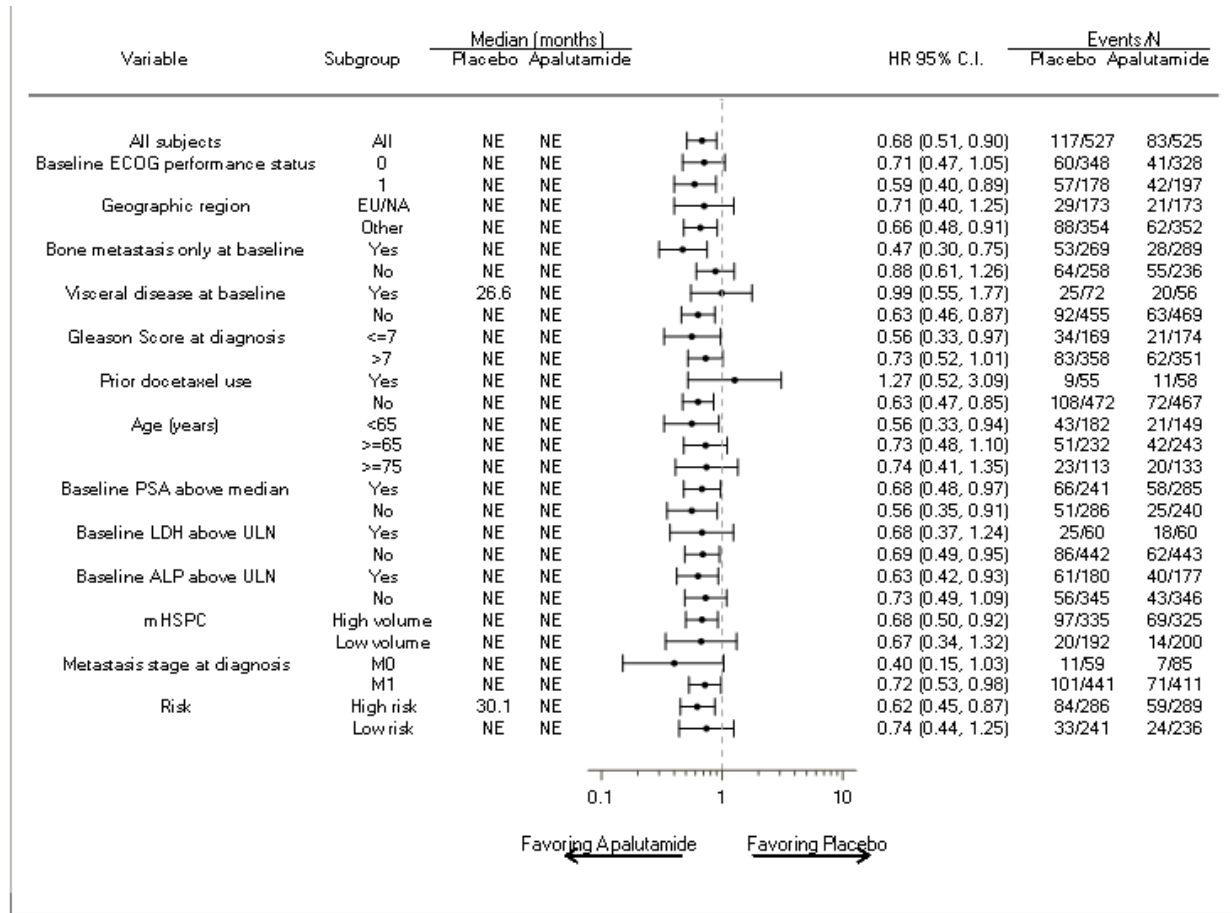 Median (months) Events/N
Variable Subgroup Placebo Apalutamide HR 95% C.I. Placebo Apalutamide
All subjects All NE NE 0.68 (0.51, 0.90) 117/527 83/525
Baseline ECOG performance status 0 NE NE 0.71 (0.47, 1.05) 60/348 41/328
1 NE NE 0.59 (0.40, 0.89) 57/178 42/197
Geographic region EU/NA NE NE 0.71 (0.40, 1.25) 29/173 21/173
Other NE NE 0.66 (0.48, 0.91) 88/354 62/352
Bone metastasis only at baseline Yes NE NE 0.47 (0.30, 0.75) 53/269 28/289
No NE NE 0.88 (0.61, 1.26) 64/258 55/236
Visceral disease at baseline Yes 26.6 NE 0.99 (0.55, 1.77) 25/72 20/56
No NE NE 0.63 (0.46, 0.87) 92/455 63/469
Gleason Score at diagnosis <=7 NE NE 0.56 (0.33, 0.97) 34/169 21/174
>7 NE NE 0.73 (0.52, 1.01) 83/358 62/351
Prior docetaxel use Yes NE NE 1.27 (0.52, 3.09) 9/55 11/58
No NE NE 0.63 (0.47, 0.85) 108/472 72/467
Age (years) <65 NE NE 0.56 (0.33, 0.94) 43/182 21/149
>=65 NE NE 0.73 (0.48, 1.10) 51/232 42/243
>=75 NE NE 0.74 (0.41, 1.35) 23/113 20/133
Baseline PSA above median Yes NE NE 0.68 (0.48, 0.97) 66/241 58/285
No NE NE 0.56 (0.35, 0.91) 51/286 25/240
Baseline LDH above ULN Yes NE NE 0.68 (0.37, 1.24) 25/60 18/60
No NE NE 0.69 (0.49, 0.95) 86/442 62/443
Baseline ALP above ULN Yes NE NE 0.63 (0.42, 0.93) 61/180 40/177
No NE NE 0.73 (0.49, 1.09) 56/345 43/346
mHSPC High volume NE NE 0.68 (0.50, 0.92) 97/335 69/325
Low volume NE NE 0.67 (0.34, 1.32) 20/192 14/200
Metastasis stage at diagnosis M0 NE NE 0.40 (0.15, 1.03) 11/59 7/85
M1 NE NE 0.72 (0.53, 0.98) 101/441 71/411
Risk High risk 30.1 NE 0.62 (0.45, 0.87) 84/286 59/289
Low risk NE NE 0.74 (0.44, 1.25) 33/241 24/236
0.1 1 10
Favoring Apalutamide Favoring Placebo